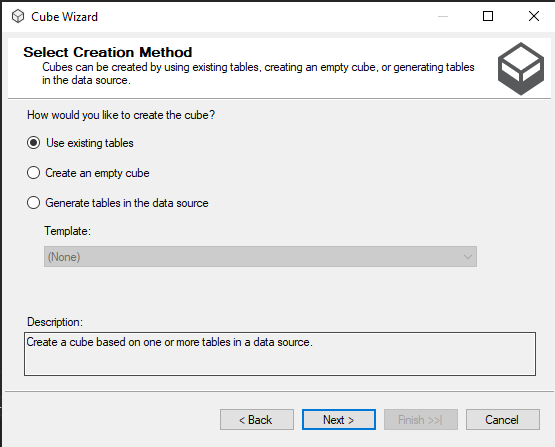 Cube Wizard
Select Creation Method
Cubes can be created by using existing tables, creating an empty cube, or generating tables
in the data source.
How would you like to create the cube?
Use existing tables
Create an empty cube
Generate tables in the data source
Template:
(None)
Description:
Create a cube based on one or more tables in a data source.
< Back
Next >
Finish >>|
Cancel